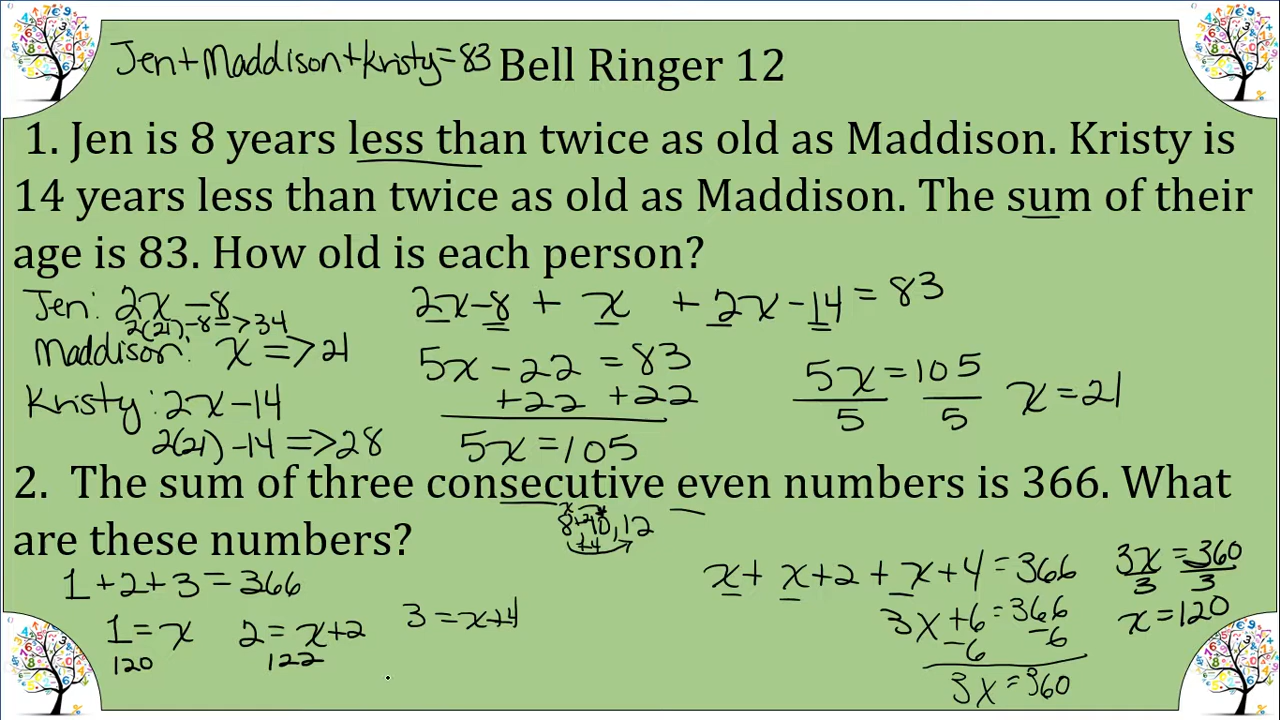 Jen+Maddison+Kristy=83 Bell Ringer 12
1. Jen is 8 years less than twice as old as Maddison. Kristy is
14 years less than twice as old as Maddison. The sum of their
age is 83. How old is each person?
Jen: 2x-8
2(21)-8=>34
Maddison: x=>21
Kristy: 2x-14
2(21)-14=>28
2x-8 + x + 2x-14=83
5x-22=83
+22 +22
5x=105
5x=105
5 5
x=21
2. The sum of three consecutive even numbers is 366. What
are these numbers?
8, 10, 12
+4
1+2+3=366
1=x 2=x+2 3=x+4
120 122
x+ x+2+x+4=366
3x+6=366
-6 -6
3x=360
3x=360
3 3
x=120